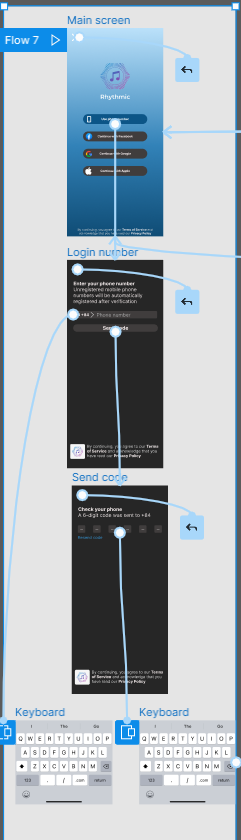 Main screen
Flow 7
Rhythmic
Use phone number
Continue with Facebook
Continue with Google
Continue with Apple
By continuing, you agree to our Terms of Service and
acknowledge that you have read our Privacy Policy
Login number
Enter your phone number
Unregistered mobile phone
numbers will be automatically
registered after verification
+84 Phone number
Send code
By continuing, you agree to our Terms
of Service and acknowledge that you
have read our Privacy Policy
Send code
Check your phone
A 6-digit code was sent to +84
Resend code
By continuing, you agree to our Terms
of Service and acknowledge that you
have read our Privacy Policy
Keyboard
Keyboard
I The Go
Q W E R T Y U I O P
A S D F G H J K L
Z X C V B N M
123 . / .com return
I The Go
Q W E R T Y U I O P
A S D F G H J K L
Z X C V B N M
123 . / .com return